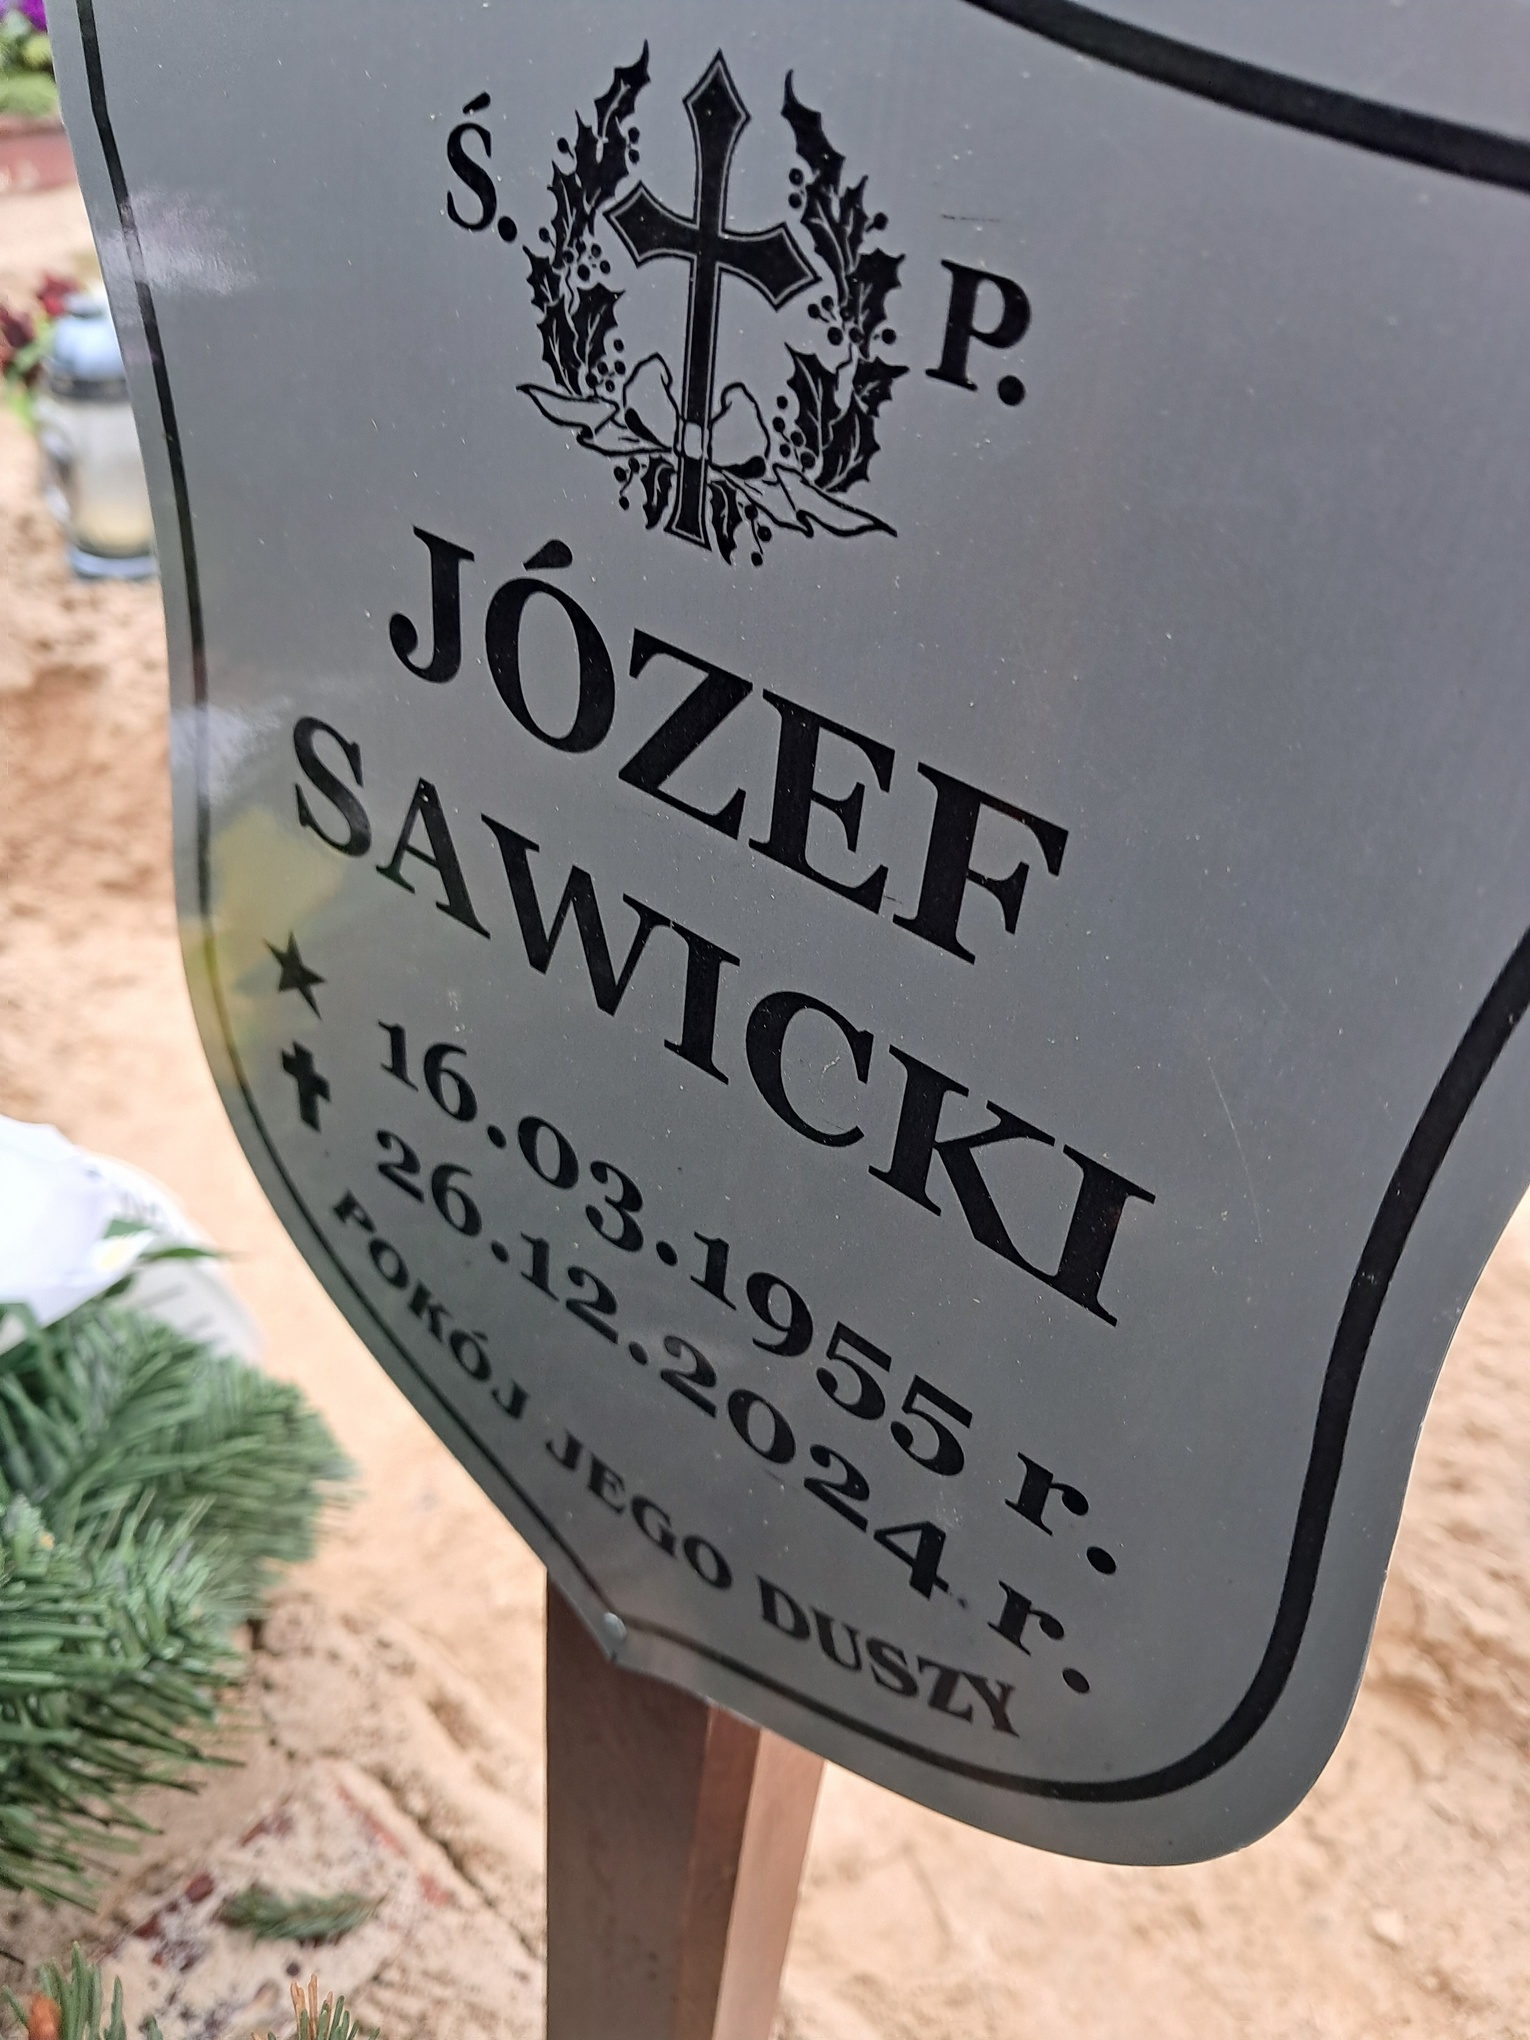 Ś. P.
JÓZEF
SAWICKI
★ 16.03.1955 r.
✝ 26.12.2024 r.
POKÓJ JEGO DUSZY